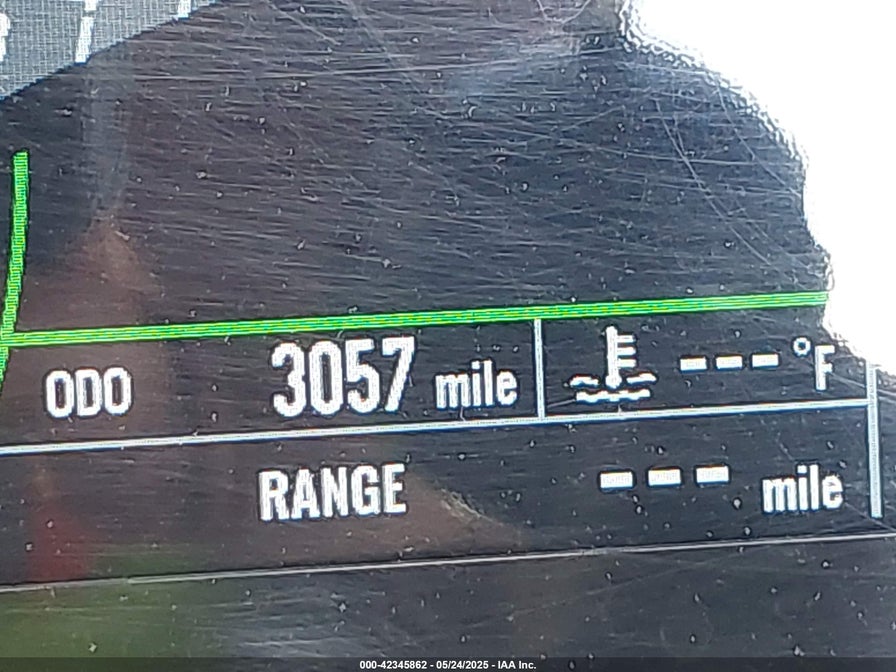 ODO 3057 mile --- °F
RANGE --- mile
000-42345862 - 05/24/2025 - IAA Inc.